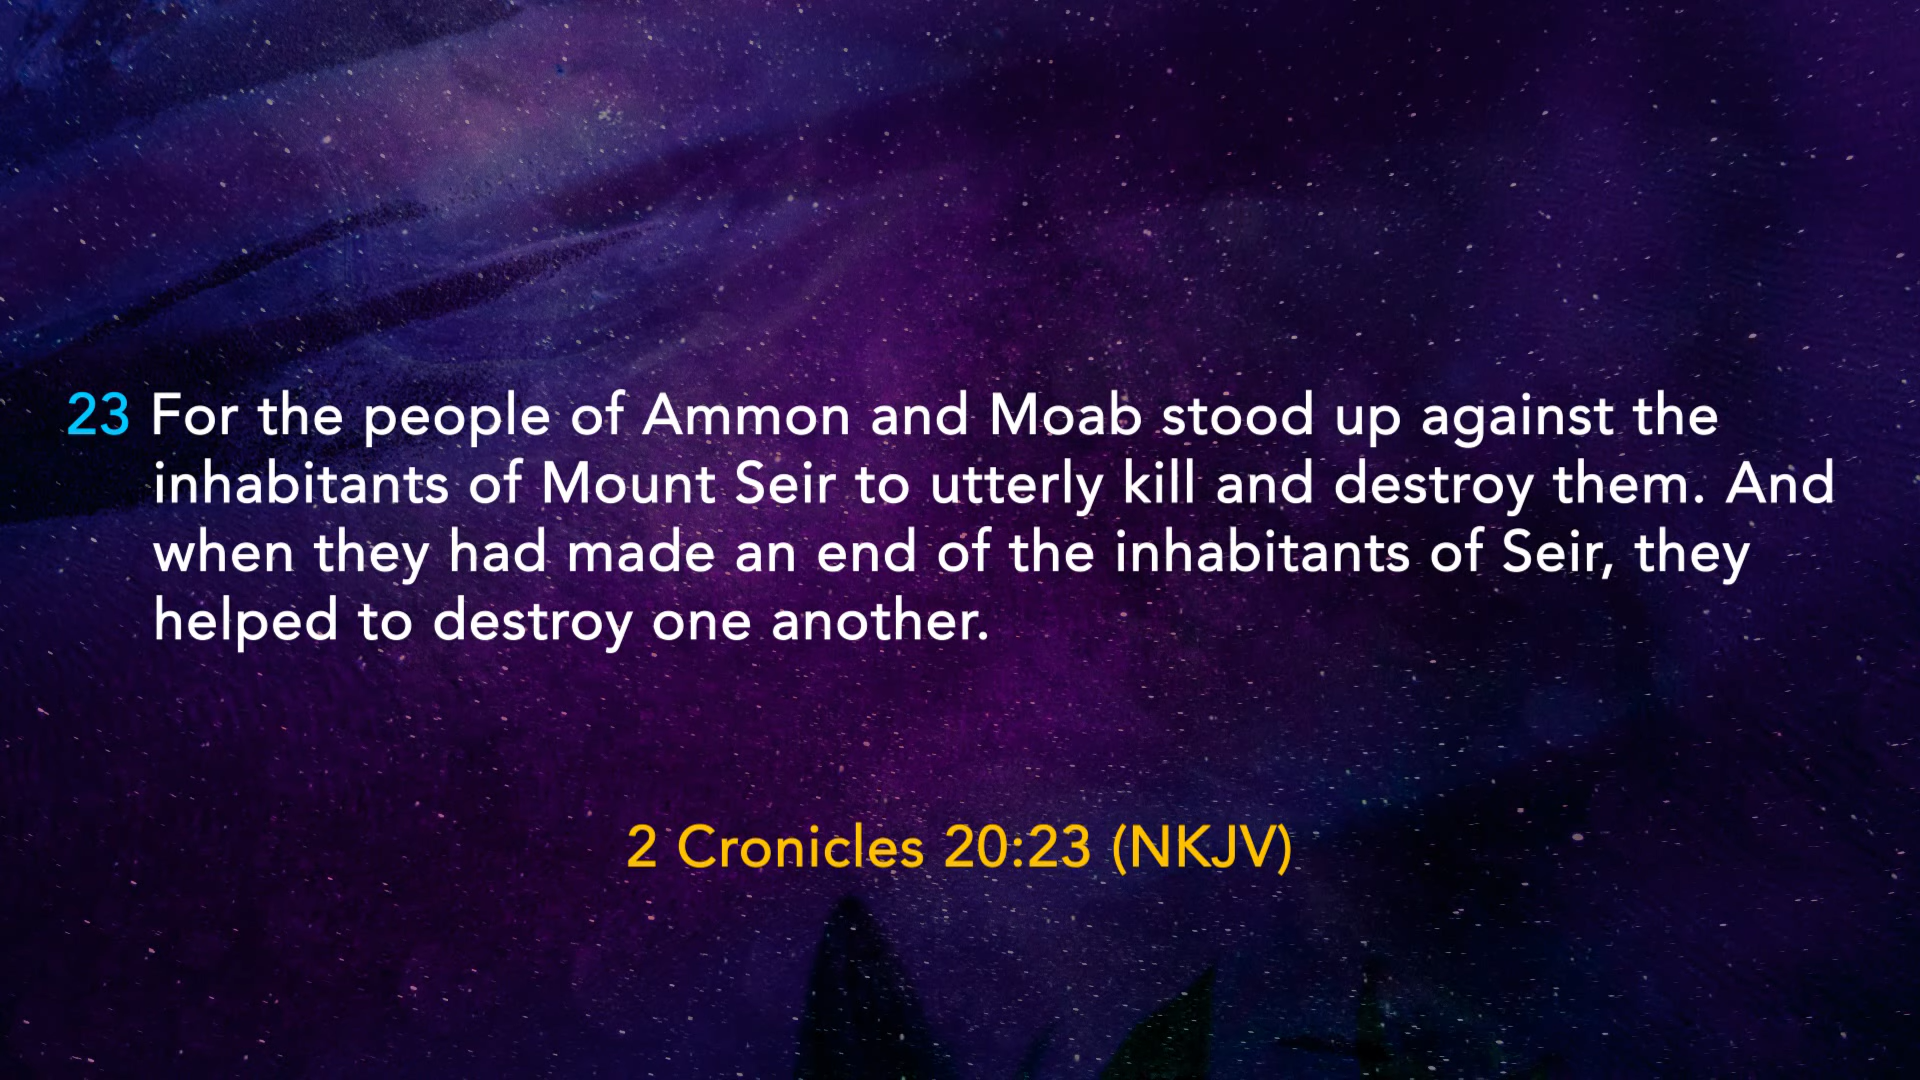 23 For the people of Ammon and Moab stood up against the
inhabitants of Mount Seir to utterly kill and destroy them. And
when they had made an end of the inhabitants of Seir, they
helped to destroy one another.
2 Cronicles 20:23 (NKJV)